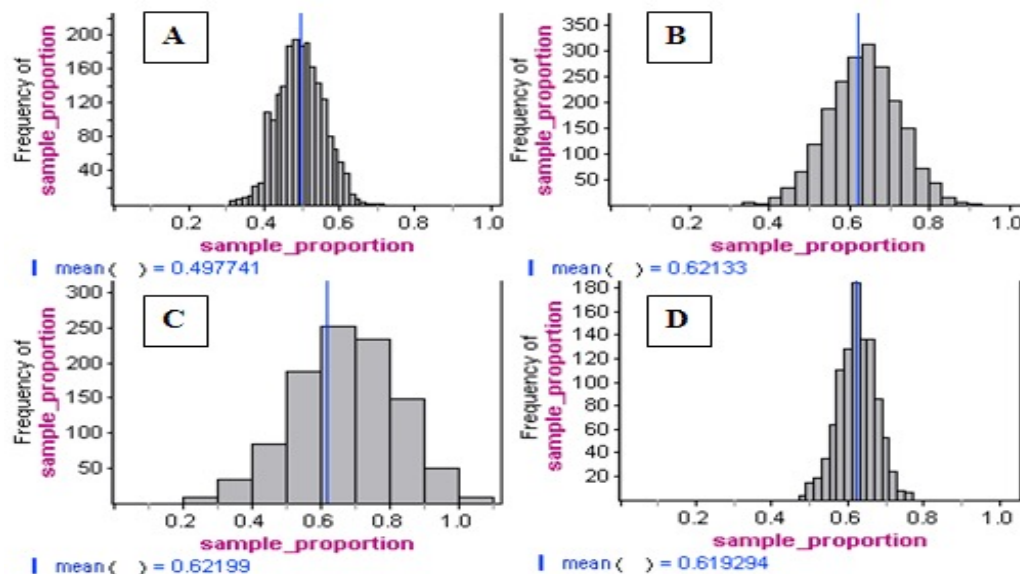 A
Frequency of
sample_proportion
200
160
120
80
40
0.2 0.4 0.6 0.8 1.0
sample_proportion
mean ( ) = 0.497741
B
Frequency of
sample_proportion
350
300
250
200
150
100
50
0.2 0.4 0.6 0.8 1.0
sample_proportion
mean ( ) = 0.62133
C
Frequency of
sample_proportion
300
250
200
150
100
50
0.2 0.4 0.6 0.8 1.0
sample_proportion
mean ( ) = 0.62199
D
Frequency of
sample_proportion
180
160
140
120
100
80
60
40
20
0.2 0.4 0.6 0.8 1.0
sample_proportion
mean ( ) = 0.619294